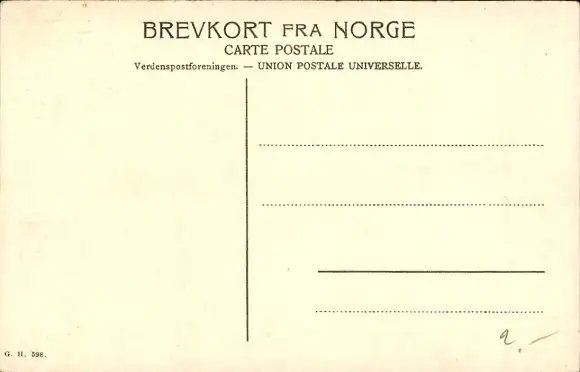 BREVKORT FRA NORGE
CARTE POSTALE
Verdenspostforeningen. — UNION POSTALE UNIVERSELLE.
G. H. 598.